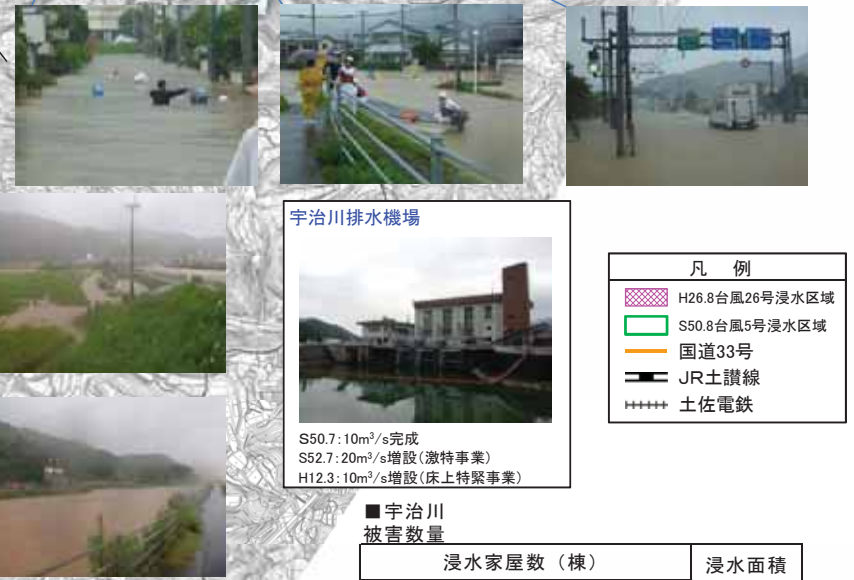 宇治川排水機場
S50.7:10m³/s完成
S52.7:20m³/s増設(激特事業)
H12.3:10m³/s増設(床上特緊事業)
凡 例
H26.8台風26号浸水区域
S50.8台風5号浸水区域
国道33号
JR土讃線
土佐電鉄
■宇治川
被害数量
浸水家屋数(棟) 浸水面積